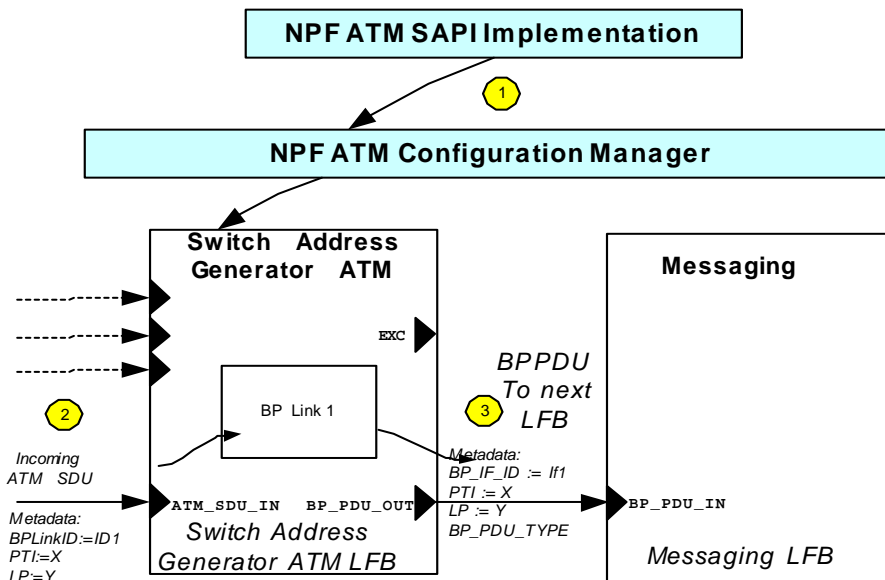 NPF ATM SAPI Implementation
1
NPF ATM Configuration Manager
Switch Address
Generator ATM
Messaging
EXC
BPPDU
To next
LFB
BP Link 1
2
3
Incoming
ATM SDU
Metadata:
BP_IF_ID := If1
PTI := X
LP := Y
BP_PDU_TYPE
ATM_SDU_IN
BP_PDU_OUT
BP_PDU_IN
Metadata:
BPLinkID:=ID1
PTI:=X
LP:=Y
Switch Address
Generator ATM LFB
Messaging LFB